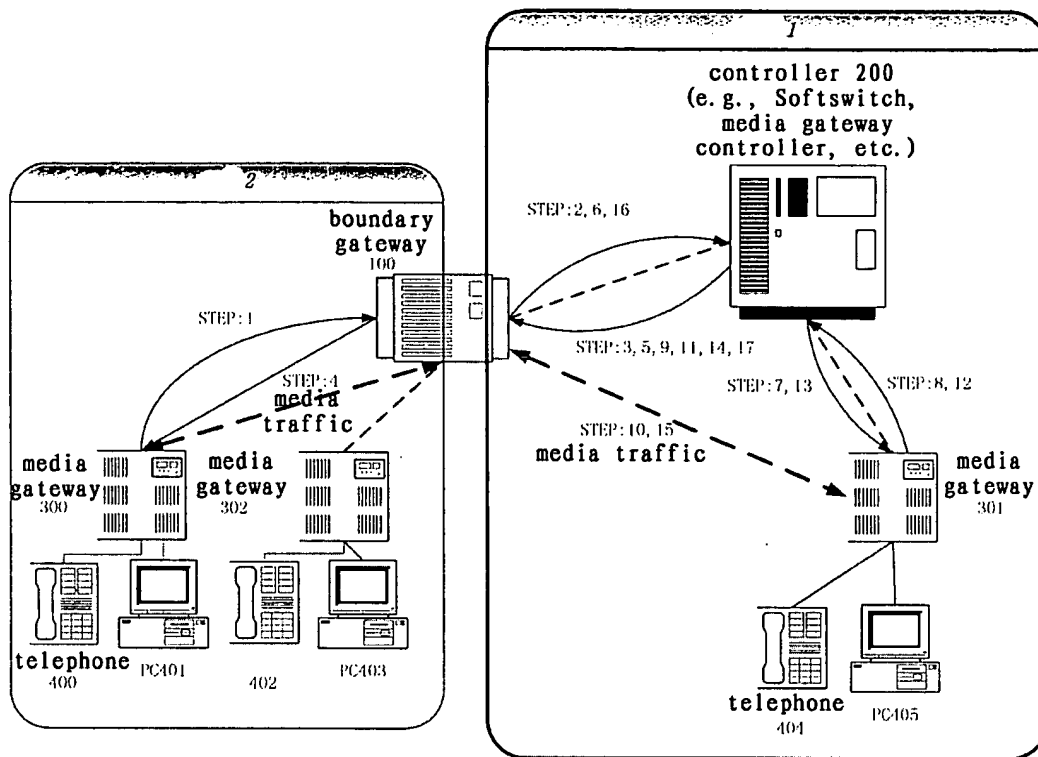 1
controller 200
(e.g., Softswitch,
media gateway
controller, etc.)
2
boundary
gateway
100
STEP:2, 6, 16
STEP:1
STEP:3, 5, 9, 11, 14, 17
STEP:4
media
traffic
STEP:7, 13
STEP:8, 12
STEP:10, 15
media traffic
media
gateway
300
media
gateway
302
media
gateway
301
telephone
400
PC401
402
PC403
telephone
404
PC405